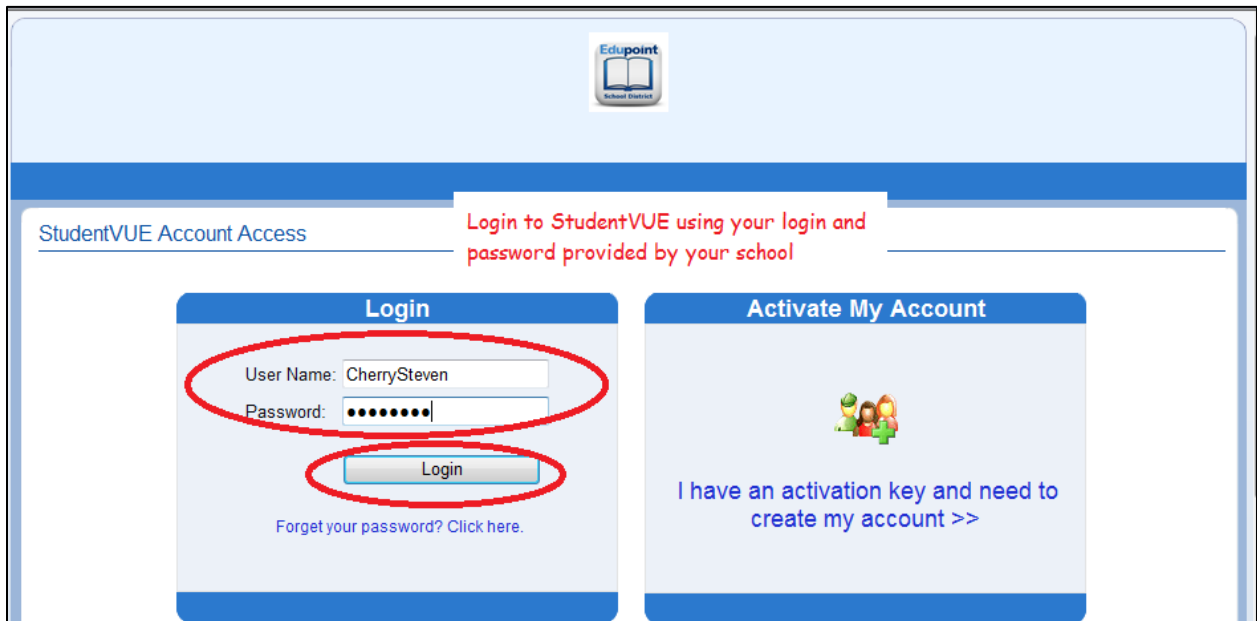 Edupoint
School District
Login to StudentVUE using your login and
password provided by your school
StudentVUE Account Access
Login
User Name: CherrySteven
Password: ●●●●●●●●
Login
Forget your password? Click here.
Activate My Account
I have an activation key and need to
create my account >>